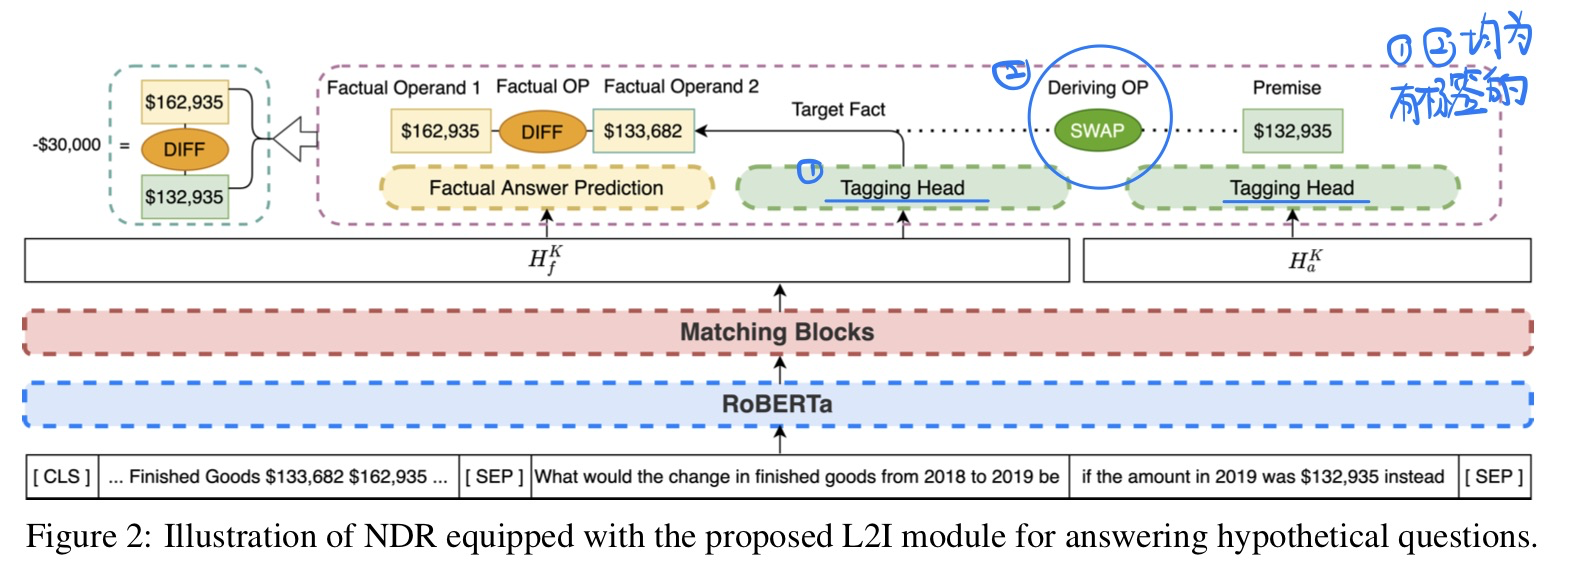 ① ② 均为
有标签的
②
Factual Operand 1 Factual OP Factual Operand 2 Deriving OP Premise
$162,935
Target Fact
-$30,000 = DIFF $162,935 DIFF $133,682 SWAP $132,935
$132,935
①
Factual Answer Prediction Tagging Head Tagging Head
H_f^K H_a^K
Matching Blocks
RoBERTa
[ CLS ] ... Finished Goods $133,682 $162,935 ... [ SEP ] What would the change in finished goods from 2018 to 2019 be if the amount in 2019 was $132,935 instead [ SEP ]
Figure 2: Illustration of NDR equipped with the proposed L2I module for answering hypothetical questions.